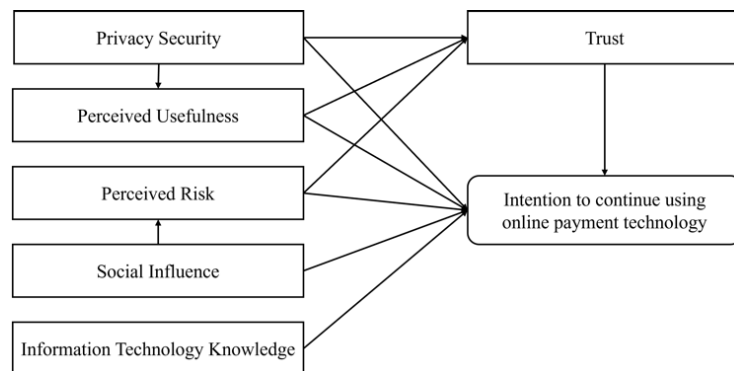 Privacy Security
Trust
Perceived Usefulness
Perceived Risk
Intention to continue using
online payment technology
Social Influence
Information Technology Knowledge